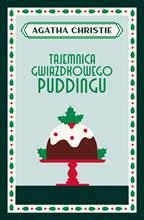 AGATHA CHRISTIE
TAJEMNICA
GWIAZDKOWEGO
PUDDINGU